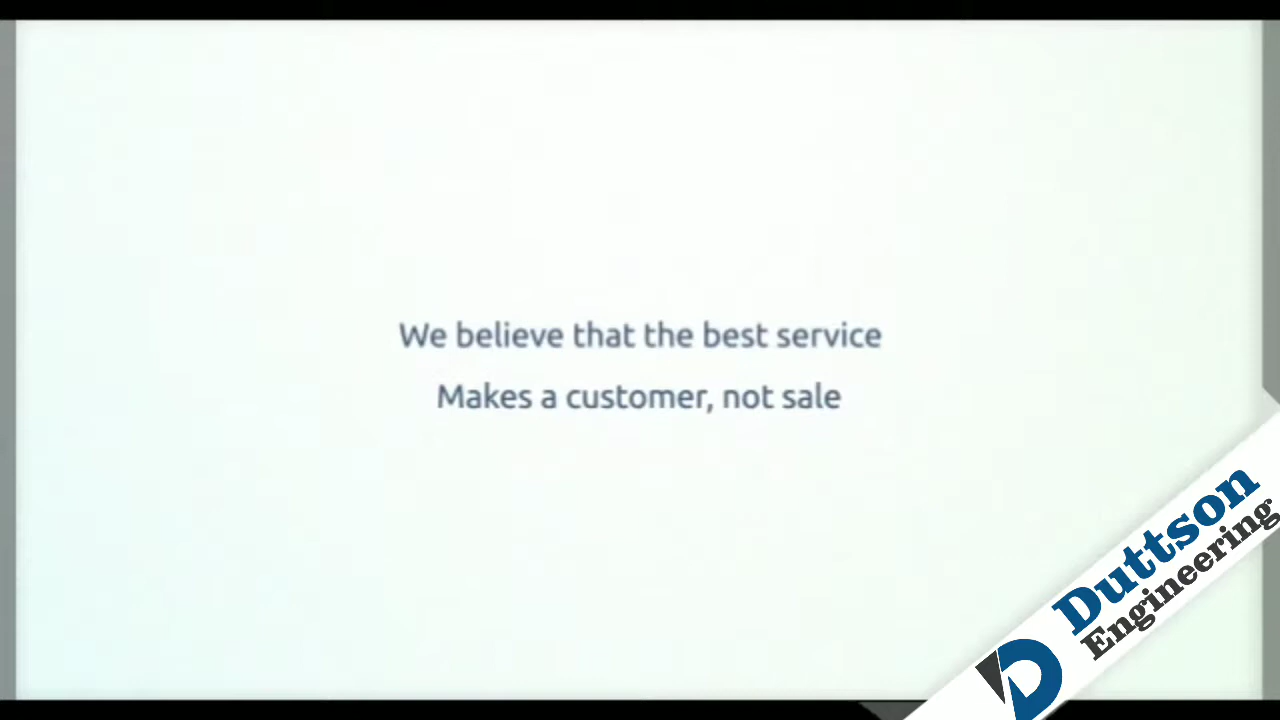 We believe that the best service
Makes a customer, not sale
Duttson
Engineering